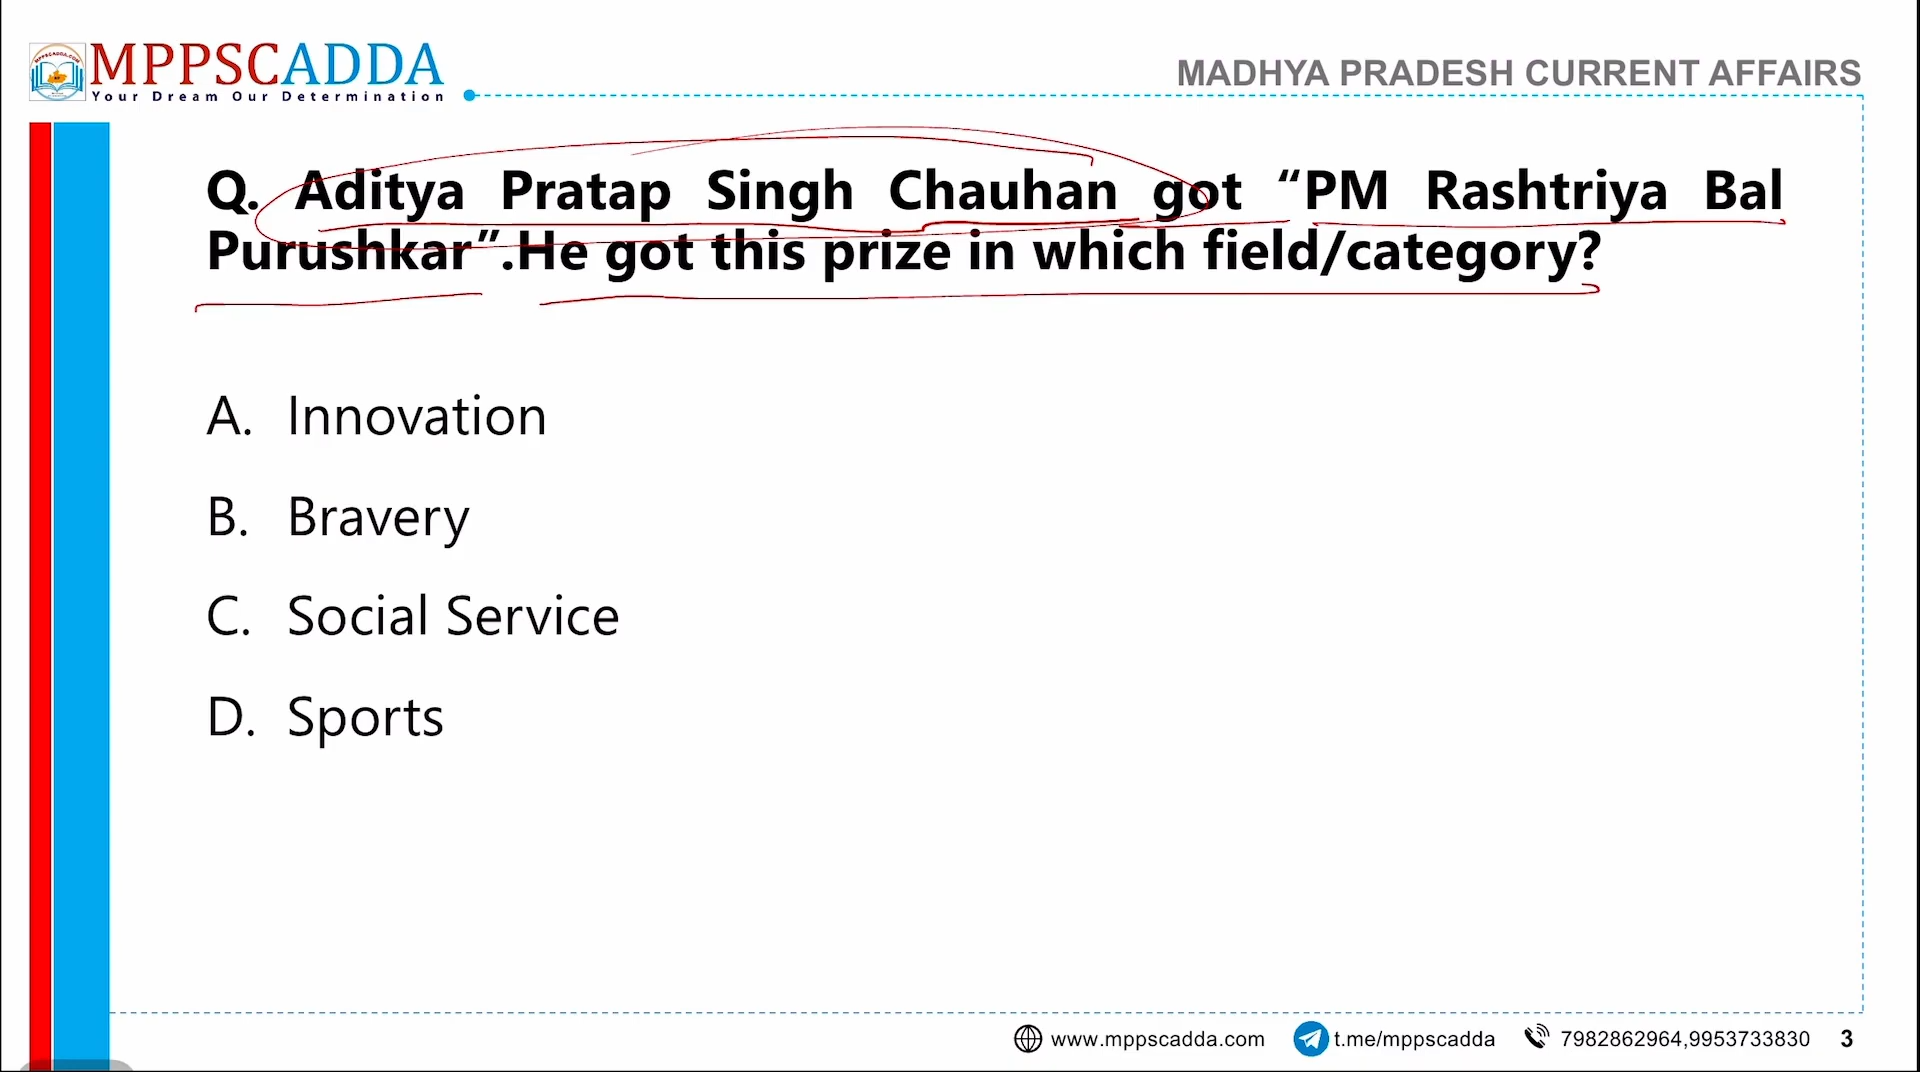 MPPSCADDA
Your Dream Our Determination
MADHYA PRADESH CURRENT AFFAIRS
Q. Aditya Pratap Singh Chauhan got “PM Rashtriya Bal
Purushkar”.He got this prize in which field/category?
A. Innovation
B. Bravery
C. Social Service
D. Sports
www.mppscadda.com t.me/mppscadda 7982862964,9953733830 3